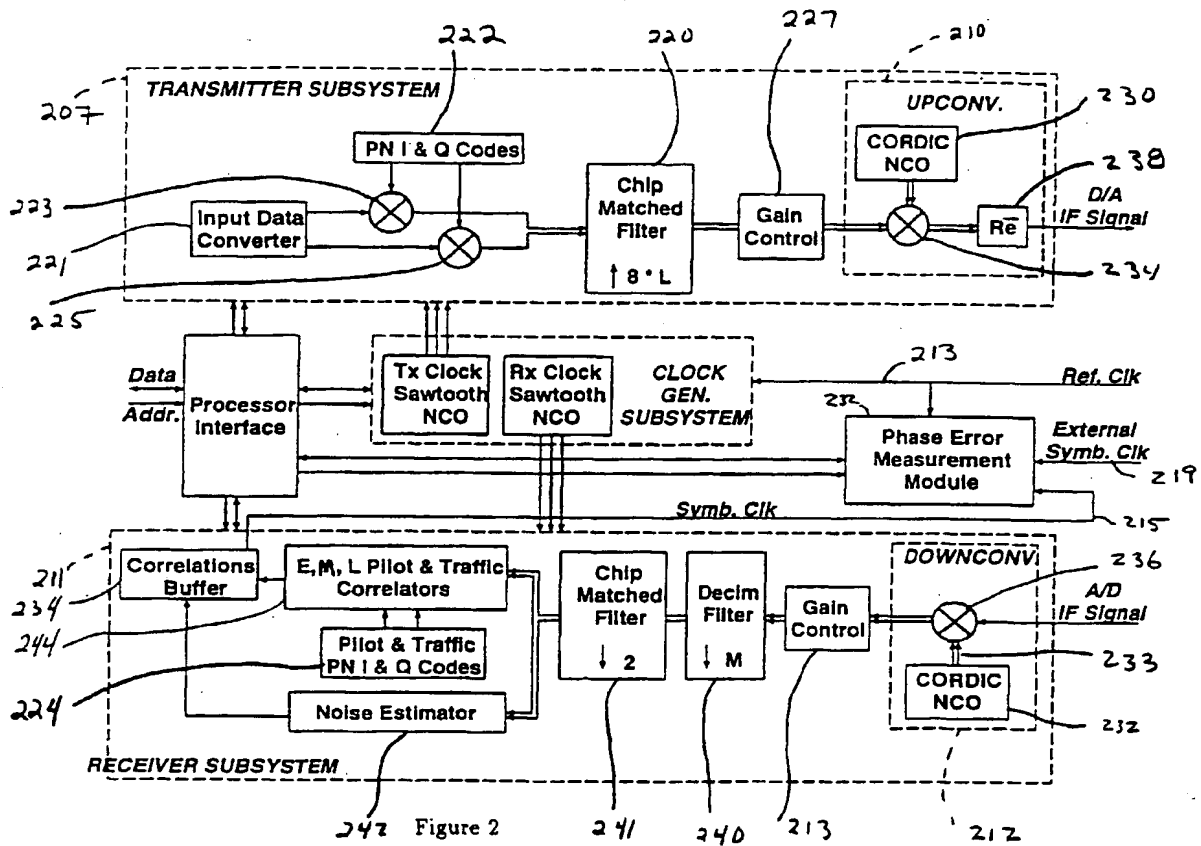 222
220
227
210
207
TRANSMITTER SUBSYSTEM
UPCONV.
230
PN I & Q Codes
CORDIC
NCO
238
223
Input Data
Converter
Chip
Matched
Filter
↑ 8 * L
Gain
Control
Re
D/A
IF Signal
221
234
225
213
Data
Addr.
Processor
Interface
Tx Clock
Sawtooth
NCO
Rx Clock
Sawtooth
NCO
CLOCK
GEN.
SUBSYSTEM
Ref. Clk
232
Phase Error
Measurement
Module
External
Symb. Clk
219
Symb. Clk
215
211
Correlations
Buffer
234
E, M, L Pilot & Traffic
Correlators
244
Pilot & Traffic
PN I & Q Codes
224
Noise Estimator
Chip
Matched
Filter
↓ 2
Decim
Filter
↓ M
Gain
Control
DOWNCONV
236
A/D
IF Signal
233
CORDIC
NCO
232
RECEIVER SUBSYSTEM
242
Figure 2
241
240
213
212